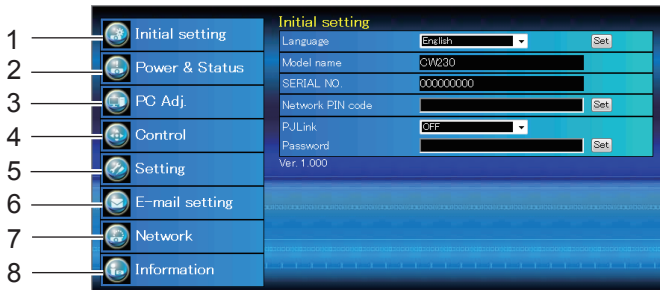 1 Initial setting
2 Power & Status
3 PC Adj.
4 Control
5 Setting
6 E-mail setting
7 Network
8 Information
Initial setting
Language English Set
Model name CW230
SERIAL NO. 000000000
Network PIN code Set
PJLink OFF
Password Set
Ver. 1.000